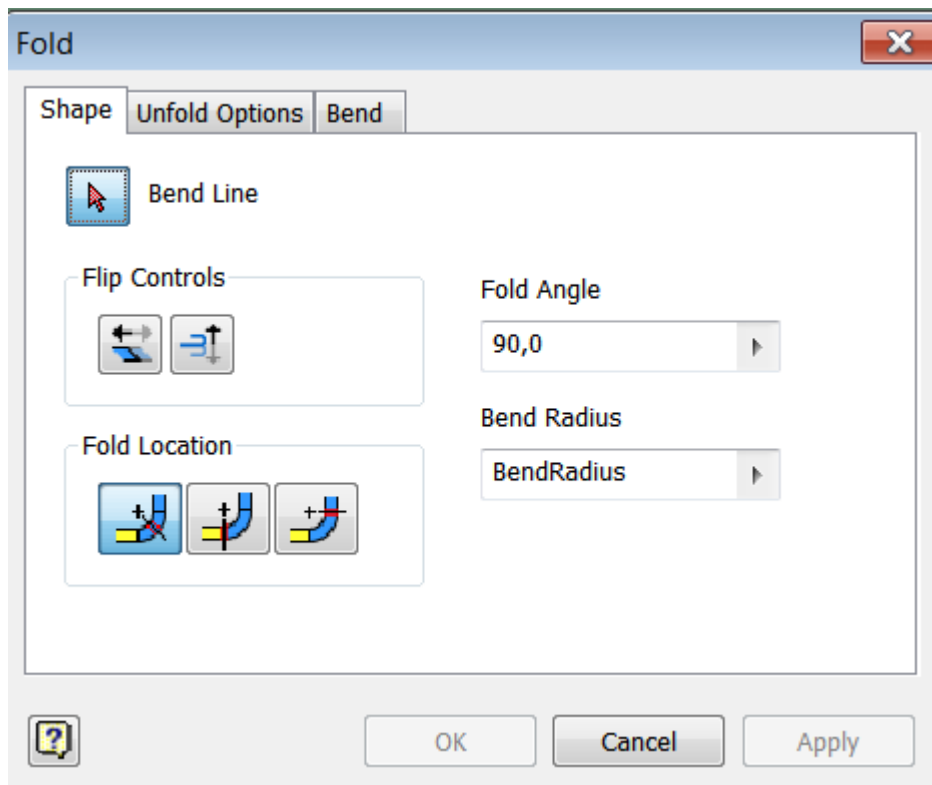 Fold
Shape Unfold Options Bend
Bend Line
Flip Controls
Fold Angle
90,0
Bend Radius
Fold Location
BendRadius
?
OK Cancel Apply